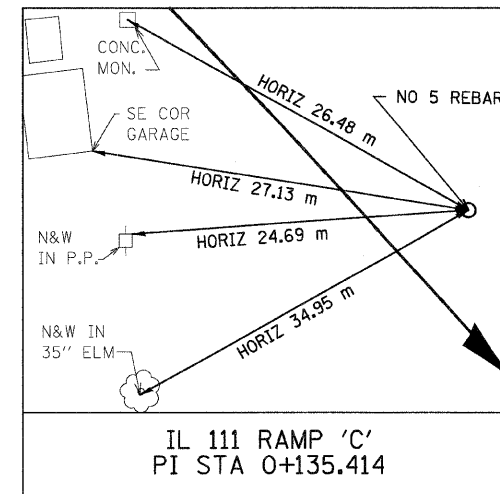 CONC.
MON.
HORIZ 26.48 m
NO 5 REBAR
SE COR
GARAGE
HORIZ 27.13 m
N&W
IN P.P.
HORIZ 24.69 m
HORIZ 34.95 m
N&W IN
35" ELM
IL 111 RAMP 'C'
PI STA 0+135.414